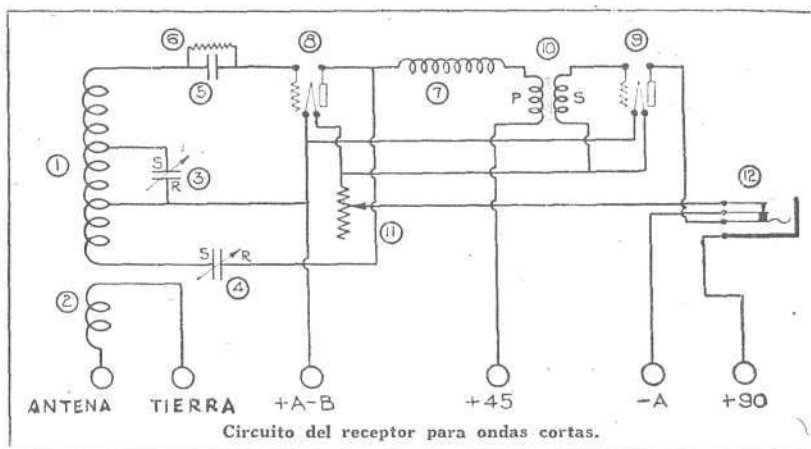 6 8 10 9
5 7 P S
1 S R 3 12
S R 4 11
2
ANTENA TIERRA +A-B +45 -A +90
Circuito del receptor para ondas cortas.